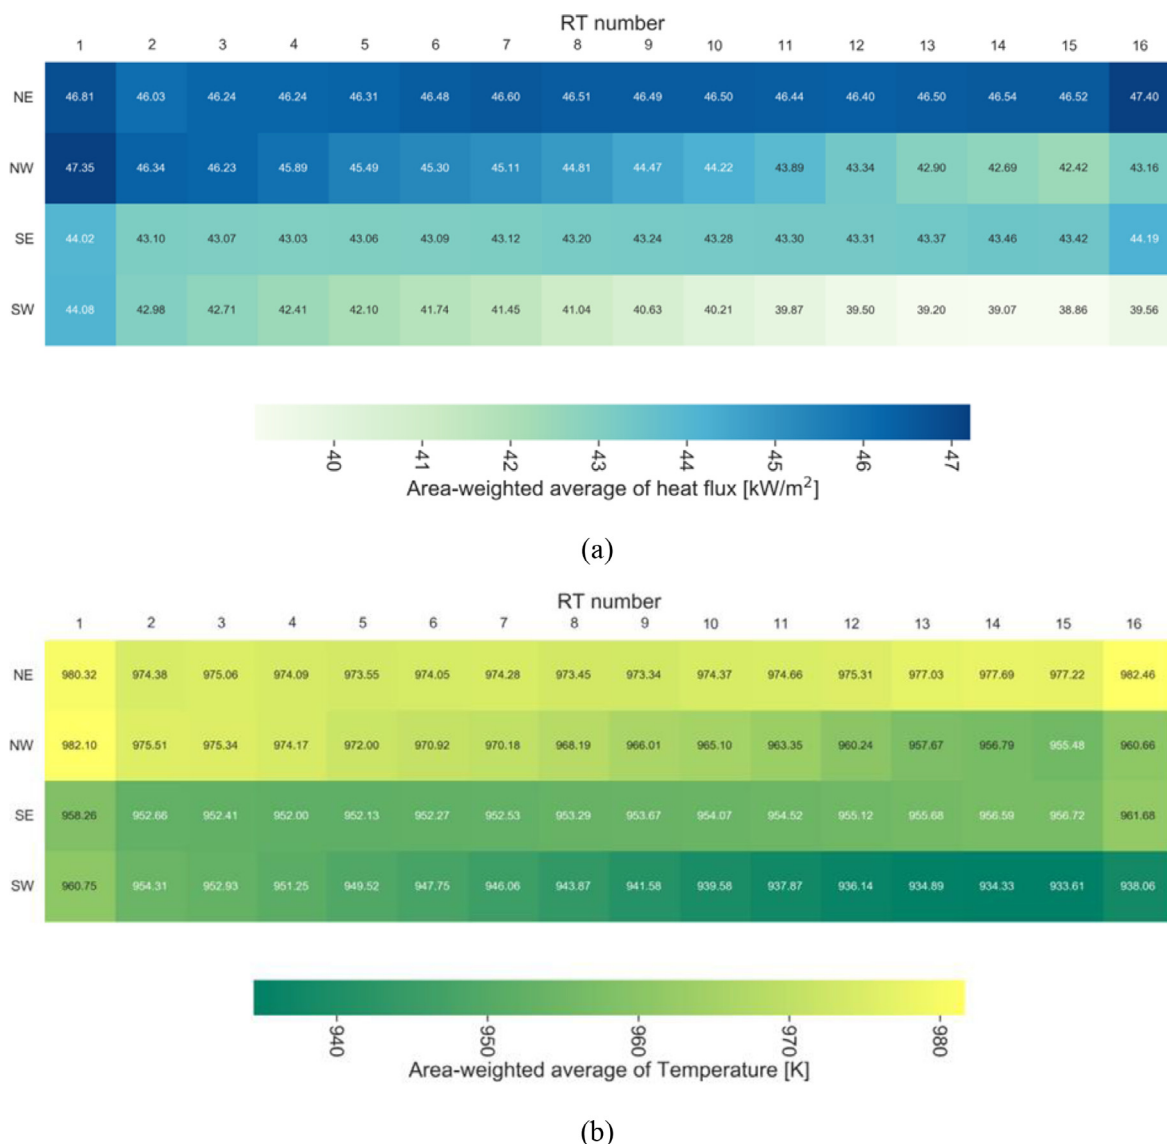 RT number
1 2 3 4 5 6 7 8 9 10 11 12 13 14 15 16
NE 46.81 46.03 46.24 46.24 46.31 46.48 46.60 46.51 46.49 46.50 46.44 46.40 46.50 46.54 46.52 47.40
NW 47.35 46.34 46.23 45.89 45.49 45.30 45.11 44.81 44.47 44.22 43.89 43.34 42.90 42.69 42.42 43.16
SE 44.02 43.10 43.07 43.03 43.06 43.09 43.12 43.20 43.24 43.28 43.30 43.31 43.37 43.46 43.42 44.19
SW 44.08 42.98 42.71 42.41 42.10 41.74 41.45 41.04 40.63 40.21 39.87 39.50 39.20 39.07 38.86 39.56
40 41 42 43 44 45 46 47
Area-weighted average of heat flux [kW/m²]
(a)
RT number
1 2 3 4 5 6 7 8 9 10 11 12 13 14 15 16
NE 980.32 974.38 975.06 974.09 973.55 974.05 974.28 973.45 973.34 974.37 974.66 975.31 977.03 977.69 977.22 982.46
NW 982.10 975.51 975.34 974.17 972.00 970.92 970.18 968.19 966.01 965.10 963.35 960.24 957.67 956.79 955.48 960.66
SE 958.26 952.66 952.41 952.00 952.13 952.27 952.53 953.29 953.67 954.07 954.52 955.12 955.68 956.59 956.72 961.68
SW 960.75 954.31 952.93 951.25 949.52 947.75 946.06 943.87 941.58 939.58 937.87 936.14 934.89 934.33 933.61 938.06
940 950 960 970 980
Area-weighted average of Temperature [K]
(b)